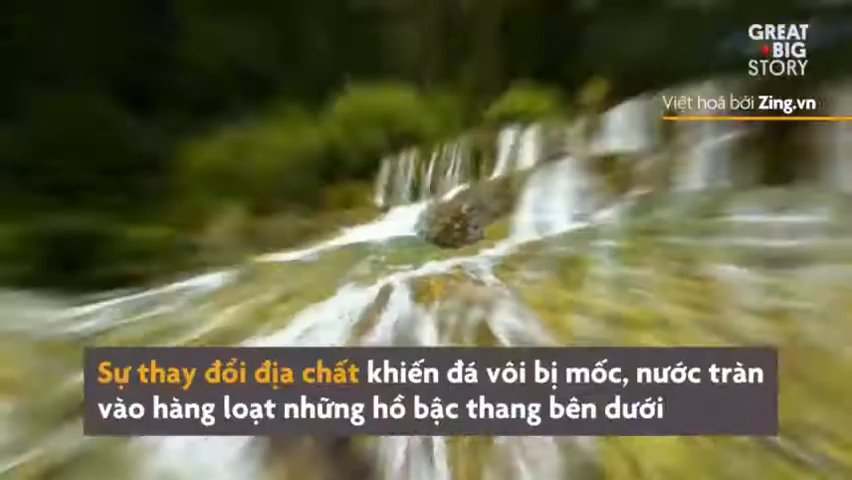 GREAT
BIG
STORY
Việt hoá bởi Zing.vn
Sự thay đổi địa chất khiến đá vôi bị mốc, nước tràn
vào hàng loạt những hồ bậc thang bên dưới